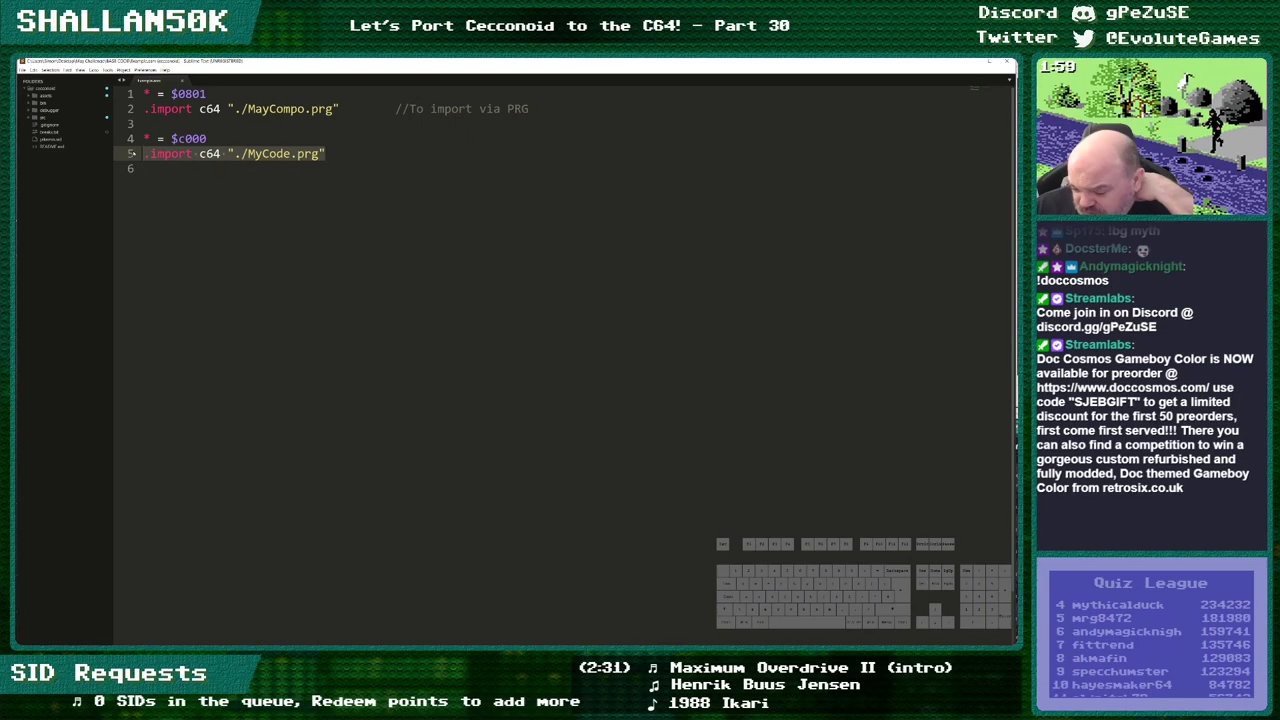 SHALLAN50K
Let's Port Cecconoid to the C64! - Part 30
Discord gPeZuSE
Twitter @EvoluteGames
FOLDERS
1 * = $0801
2 .import c64 "./MayCompo.prg" //To import via PRG
3
4 * = $c000
5 .import c64 "./MyCode.prg"
6
1:59
Sp175: !bg myth
DocsterMe:
Andymagicknight:
!doccosmos
Streamlabs:
Come join in on Discord @
discord.gg/gPeZuSE
Streamlabs:
Doc Cosmos Gameboy Color is NOW
available for preorder @
https://www.doccosmos.com/ use
code "SJEBGIFT" to get a limited
discount for the first 50 preorders,
first come first served!!! There you
can also find a competition to win a
gorgeous custom refurbished and
fully modded, Doc themed Gameboy
Color from retrosix.co.uk
Quiz League
4 mythicalduck 234232
5 mrg8472 181980
6 andymagicknigh 159741
7 fittrend 135746
8 akmafin 129083
9 specchumster 123294
10 hayesmaker64 84782
SID Requests
0 SIDs in the queue, Redeem points to add more
(2:31) Maximum Overdrive II (intro)
Henrik Buus Jensen
1989 Ikari